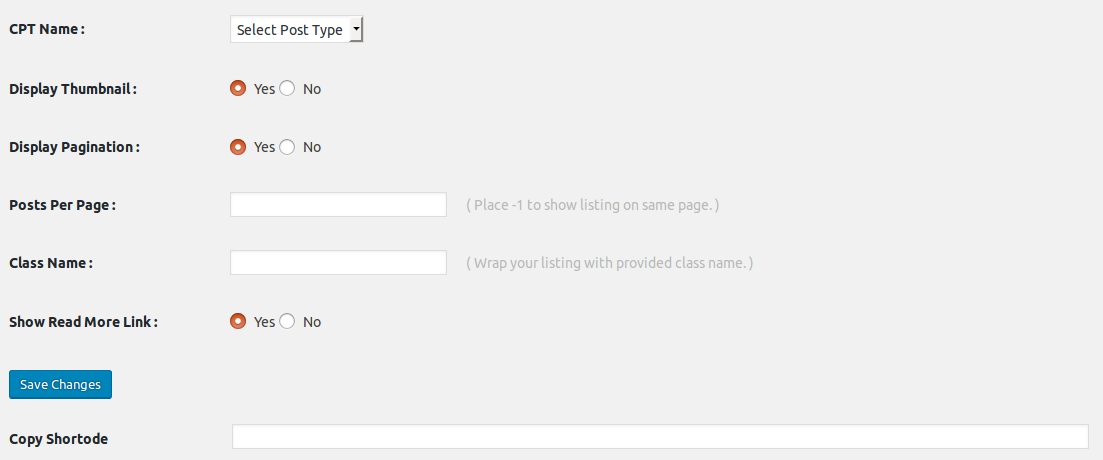 CPT Name : Select Post Type
Display Thumbnail : Yes No
Display Pagination : Yes No
Posts Per Page : ( Place -1 to show listing on same page. )
Class Name : ( Wrap your listing with provided class name. )
Show Read More Link : Yes No
Save Changes
Copy Shortode